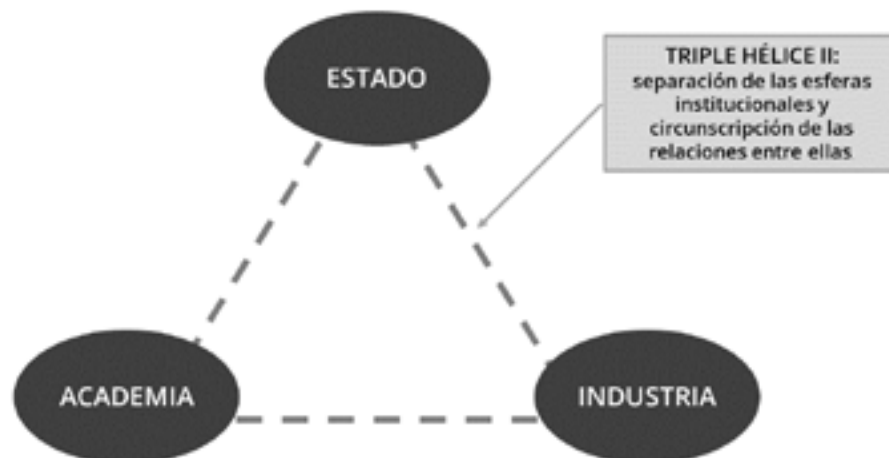 ESTADO
TRIPLE HÉLICE II:
separación de las esferas
institucionales y
circunscripción de las
relaciones entre ellas
ACADEMIA
INDUSTRIA